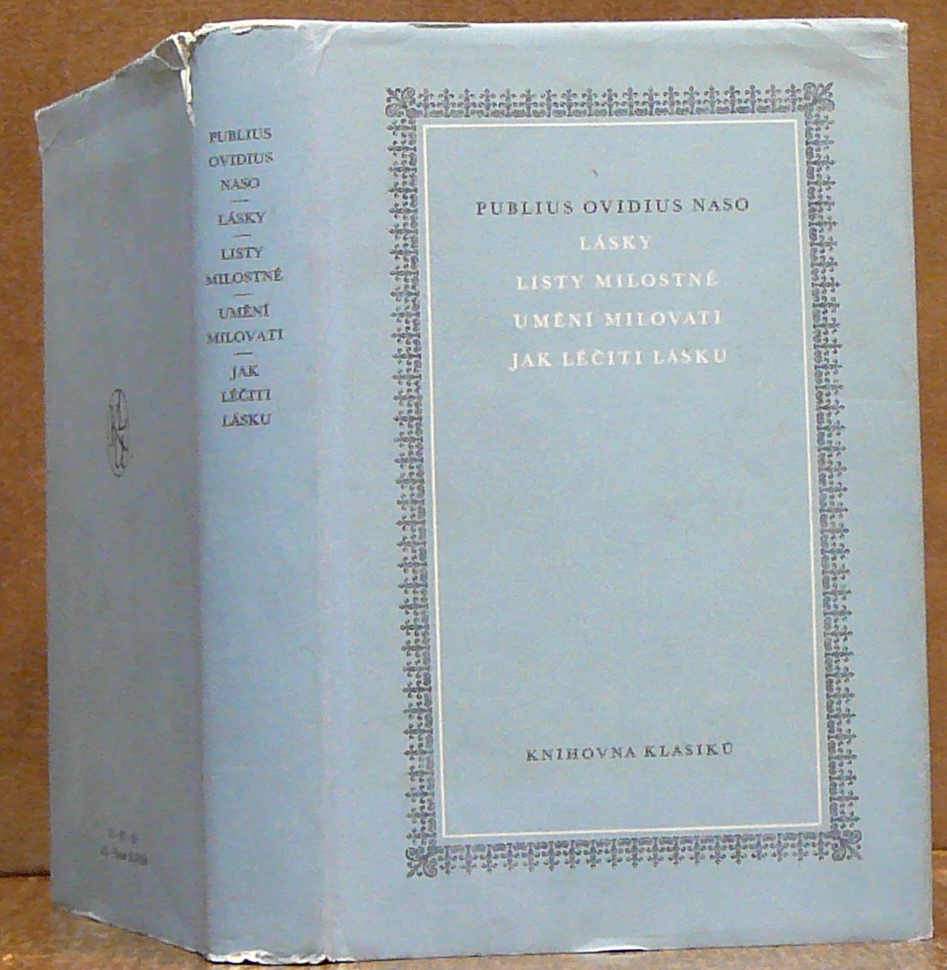 PUBLIUS
OVIDIUS
NASO
LÁSKY
LISTY
MILOSTNÉ
UMĚNÍ
MILOVATI
JAK
LÉČITI
LÁSKU
PUBLIUS OVIDIUS NASO
LÁSKY
LISTY MILOSTNÉ
UMĚNÍ MILOVATI
JAK LÉČITI LÁSKU
KNIHOVNA KLASIKŮ